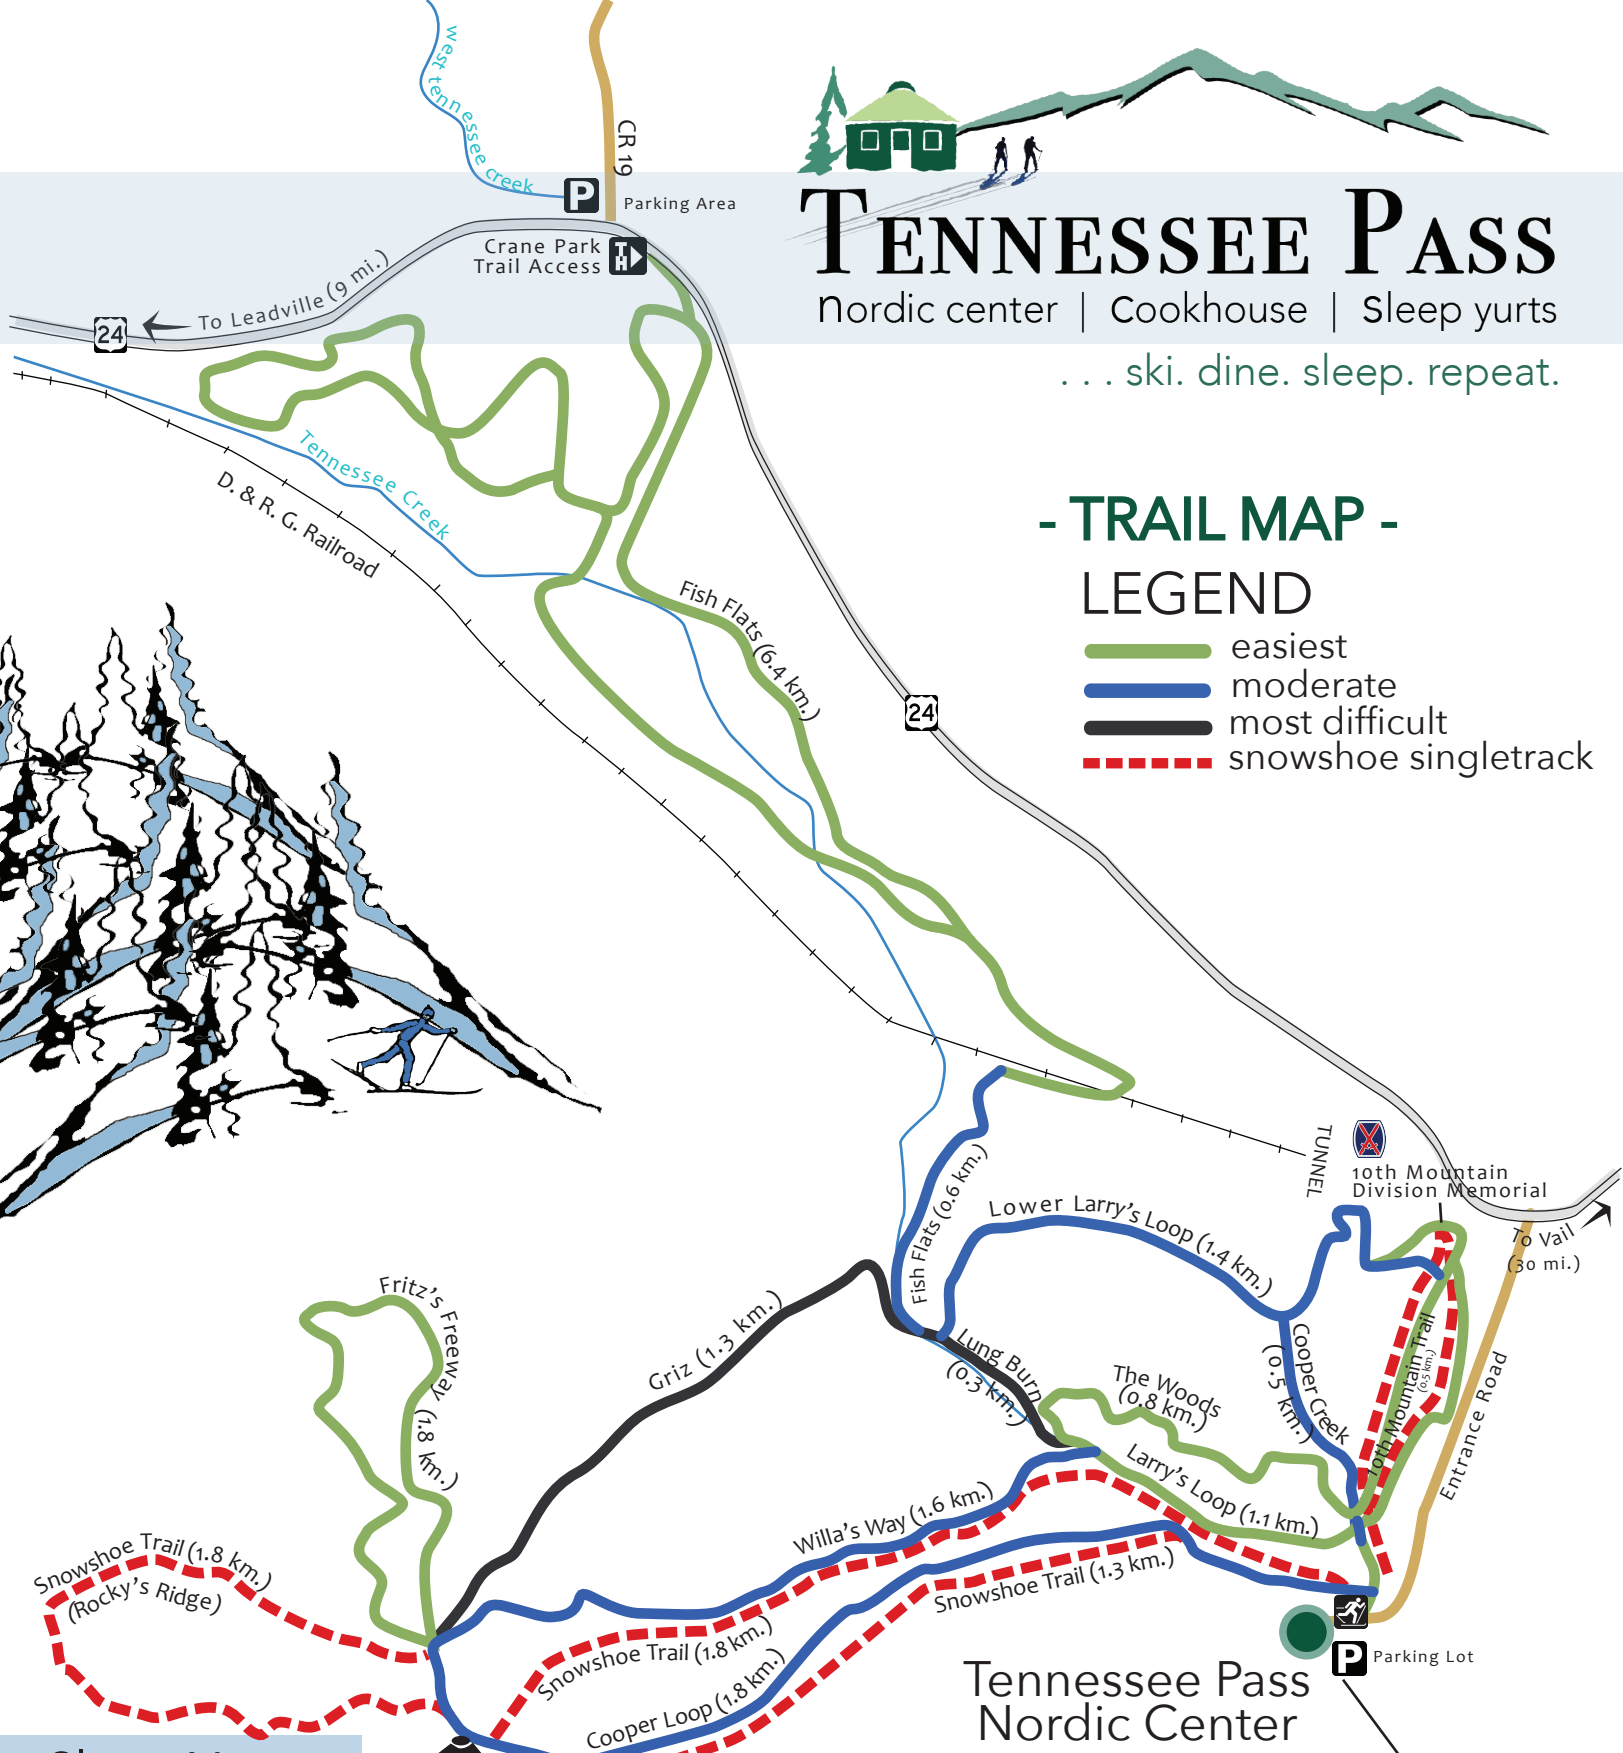 west tennessee creek
CR 19
P
Parking Area
Crane Park
Trail Access
TH
To Leadville (9 mi.)
24
TENNESSEE PASS
nordic center | Cookhouse | Sleep yurts
. . . ski. dine. sleep. repeat.
Tennessee Creek
D. & R. G. Railroad
- TRAIL MAP -
LEGEND
easiest
moderate
most difficult
snowshoe singletrack
Fish Flats (6.4 km.)
24
TUNNEL
10th Mountain
Division Memorial
To Vail
(30 mi.)
Fish Flats (0.6 km.)
Lower Larry's Loop (1.4 km.)
Fritz's Freeway (1.8 km.)
Griz (1.3 km.)
Lung Burn
(0.3 km.)
The Woods
(0.8 km.)
Cooper Creek
(0.5 km.)
10th Mountain Trail
(0.5 km.)
Entrance Road
Larry's Loop (1.1 km.)
Willa's Way (1.6 km.)
Snowshoe Trail (1.8 km.)
(Rocky's Ridge)
Snowshoe Trail (1.3 km.)
Snowshoe Trail (1.8 km.)
Cooper Loop (1.8 km.)
P
Parking Lot
Tennessee Pass
Nordic Center